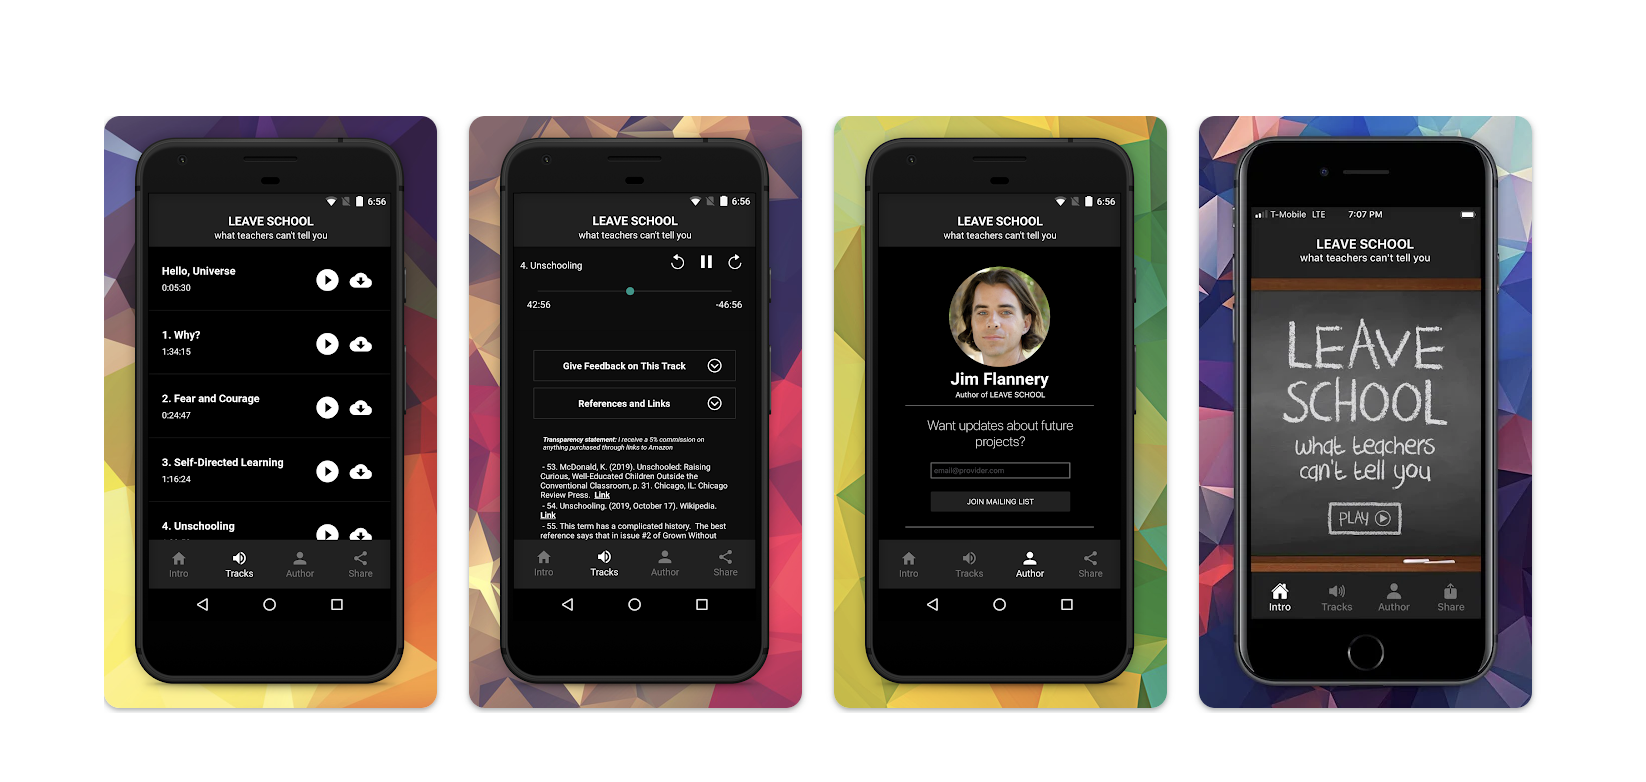 6:56
LEAVE SCHOOL
what teachers can't tell you
Hello, Universe
0:05:30
1. Why?
1:34:15
2. Fear and Courage
0:24:47
3. Self-Directed Learning
1:16:24
4. Unschooling
Intro
Tracks
Author
Share
6:56
LEAVE SCHOOL
what teachers can't tell you
4. Unschooling
42:56
-46:56
Give Feedback on This Track
References and Links
Transparency statement: I receive a 5% commission on
anything purchased through links to Amazon
- 53. McDonald, K. (2019). Unschooled: Raising
Curious, Well-Educated Children Outside the
Conventional Classroom, p. 31. Chicago, IL: Chicago
Review Press. Link
- 54. Unschooling. (2019, October 17). Wikipedia.
Link
- 55. This term has a complicated history. The best
reference says that in issue #2 of Grown Without
Intro
Tracks
Author
Share
6:56
LEAVE SCHOOL
what teachers can't tell you
Jim Flannery
Author of LEAVE SCHOOL
Want updates about future
projects?
email@provider.com
JOIN MAILING LIST
Intro
Tracks
Author
Share
T-Mobile LTE
7:07 PM
LEAVE SCHOOL
what teachers can't tell you
LEAVE
SCHOOL
what teachers
can't tell you
PLAY
Intro
Tracks
Author
Share